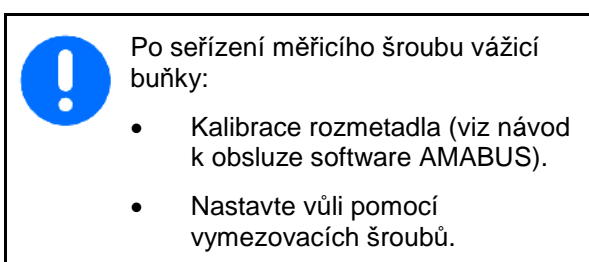 Po seřízení měřicího šroubu vážicí
buňky:
• Kalibrace rozmetadla (viz návod
k obsluze software AMABUS).
• Nastavte vůli pomocí
vymezovacích šroubů.